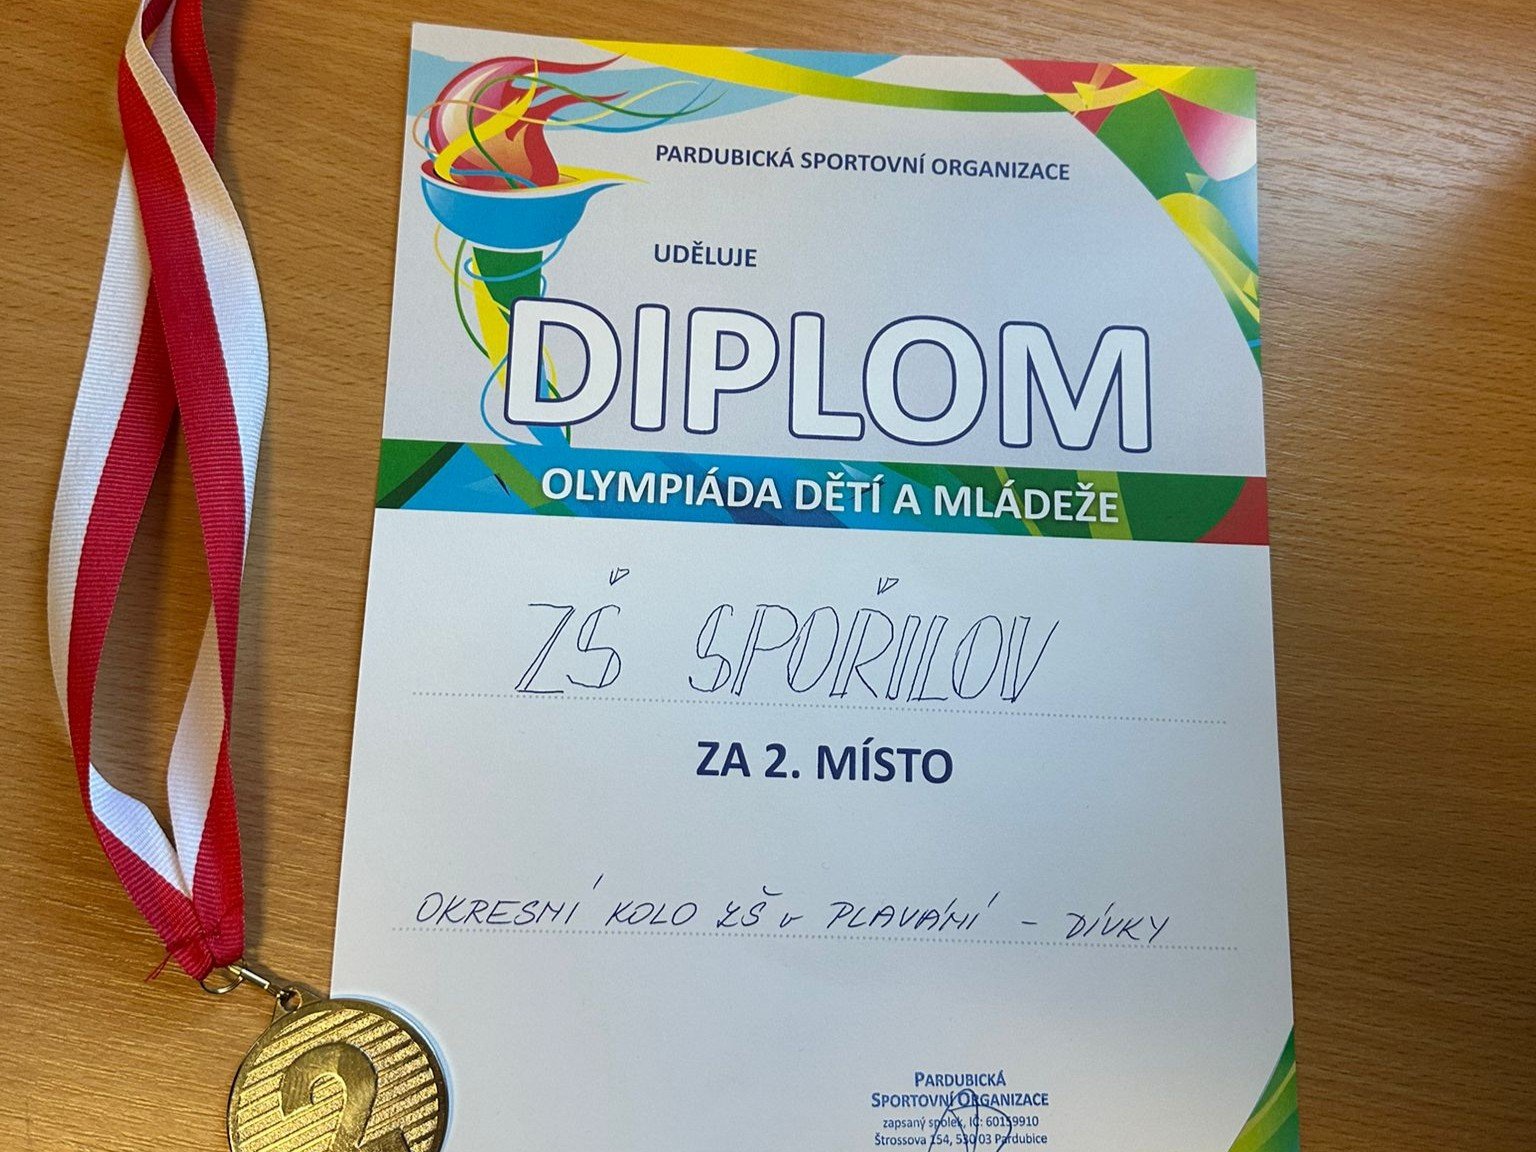 PARDUBICKÁ SPORTOVNÍ ORGANIZACE
UDĚLUJE
DIPLOM
OLYMPIÁDA DĚTÍ A MLÁDEŽE
ZŠ SPOŘILOV
ZA 2. MÍSTO
OKRESNÍ KOLO ZŠ v PLAVÁNÍ - DÍVKY
2
PARDUBICKÁ
SPORTOVNÍ ORGANIZACE
zapsaný spolek, IČ: 60159910
Štrossova 154, 530 03 Pardubice